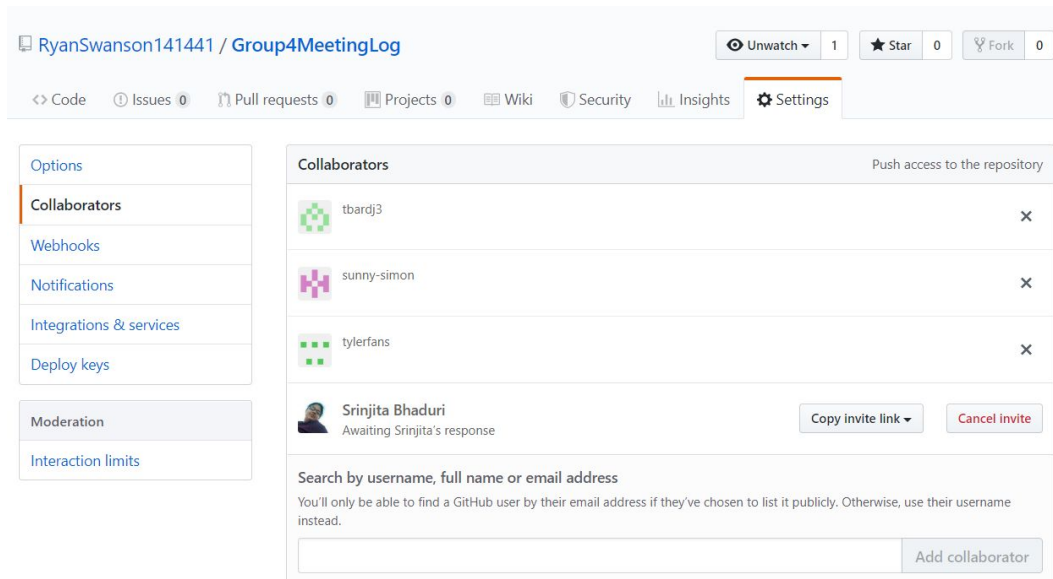 RyanSwanson141441 / Group4MeetingLog
Unwatch 1 Star 0 Fork 0
Code Issues 0 Pull requests 0 Projects 0 Wiki Security Insights Settings
Options
Collaborators
Webhooks
Notifications
Integrations & services
Deploy keys
Moderation
Interaction limits
Collaborators Push access to the repository
tbardj3
sunny-simon
tylerfans
Srinjita Bhaduri
Awaiting Srinjita's response
Copy invite link Cancel invite
Search by username, full name or email address
You'll only be able to find a GitHub user by their email address if they've chosen to list it publicly. Otherwise, use their username
instead.
Add collaborator